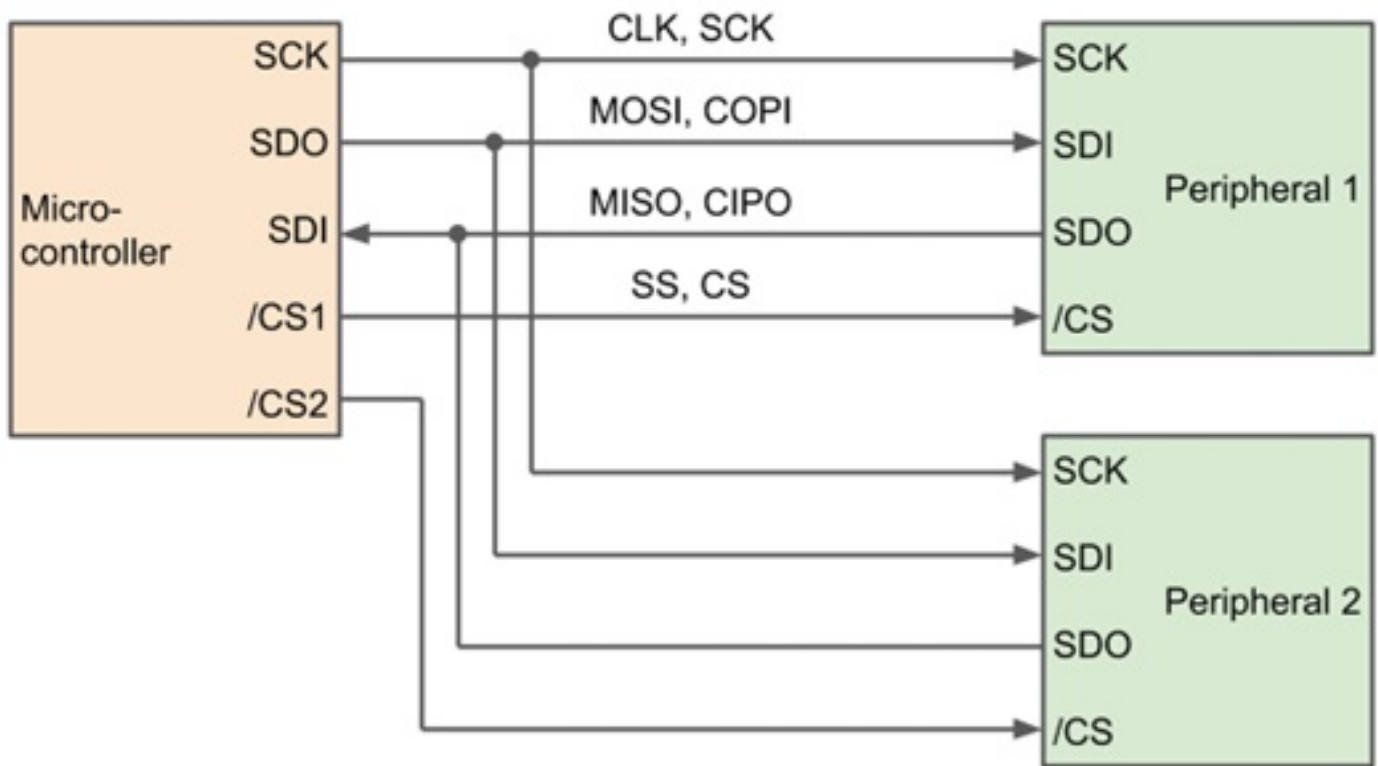 SCK
SDO
SDI
/CS1
/CS2
Micro-
controller
CLK, SCK
MOSI, COPI
MISO, CIPO
SS, CS
SCK
SDI
SDO
/CS
Peripheral 1
SCK
SDI
SDO
/CS
Peripheral 2